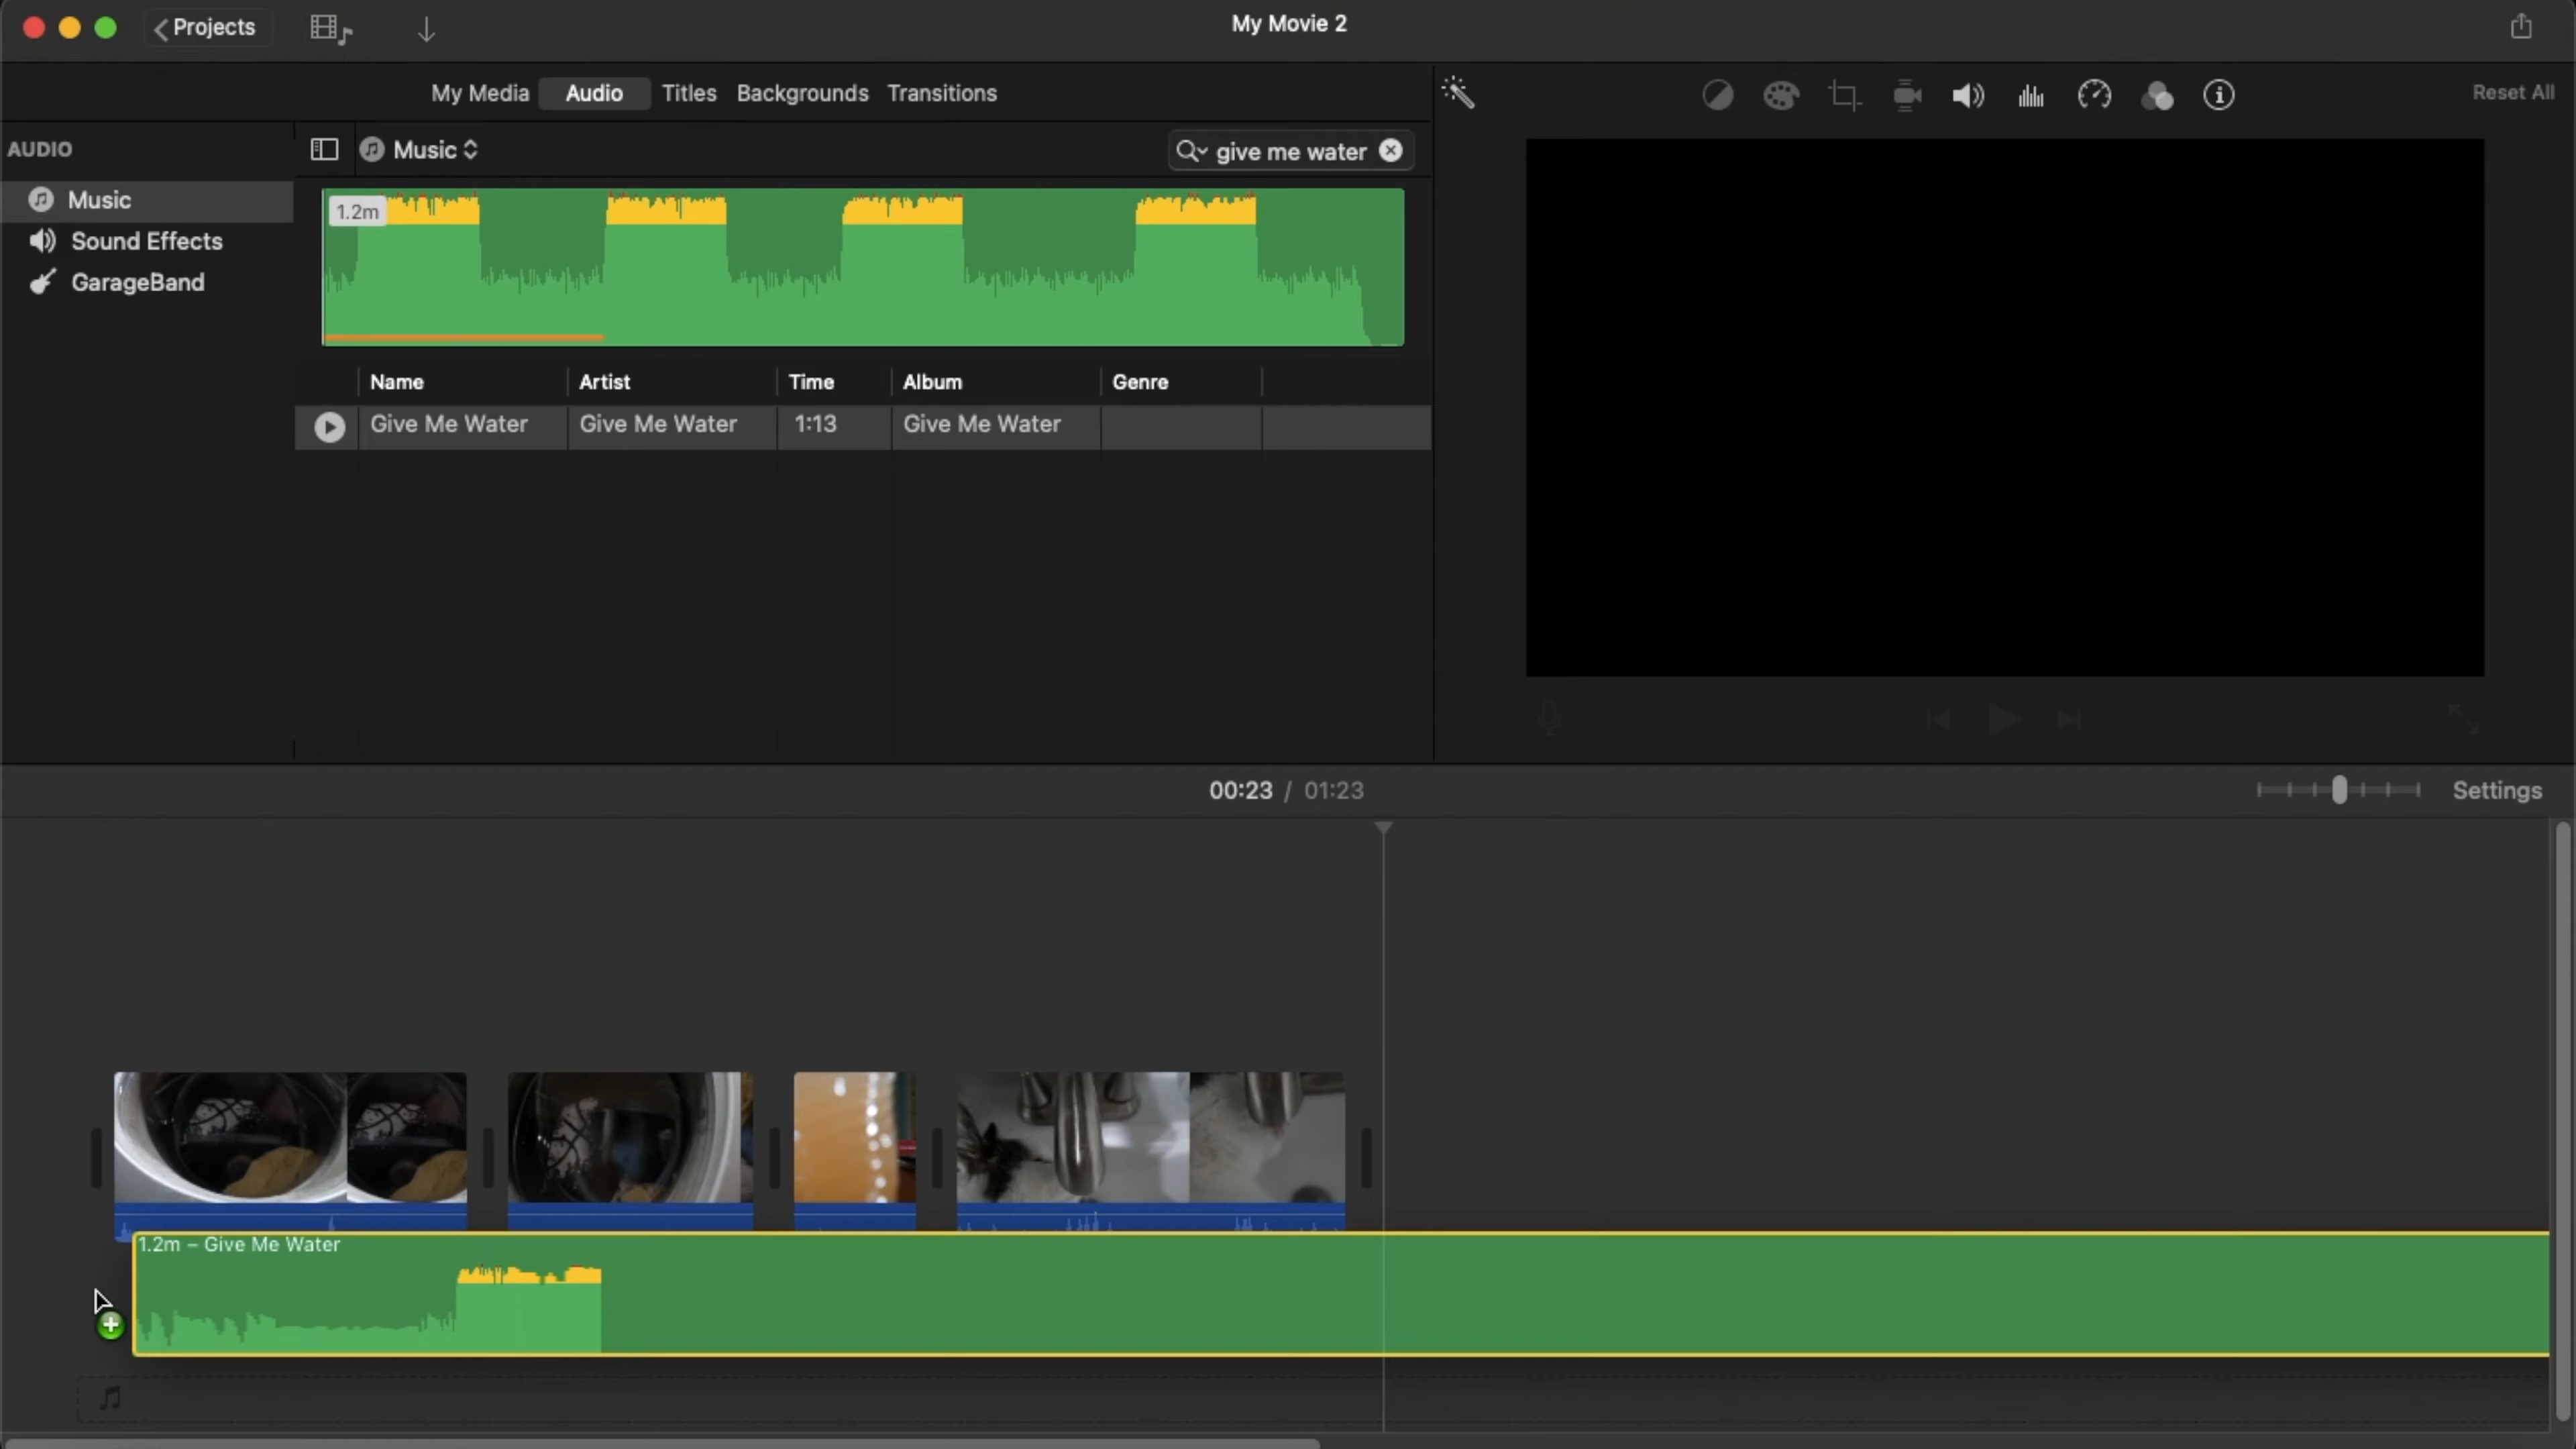 Projects
My Movie 2
My Media Audio Titles Backgrounds Transitions
Reset All
AUDIO
Music
give me water
Music
Sound Effects
GarageBand
1.2m
Name Artist Time Album Genre
Give Me Water Give Me Water 1:13 Give Me Water
00:23 / 01:23
Settings
1.2m – Give Me Water